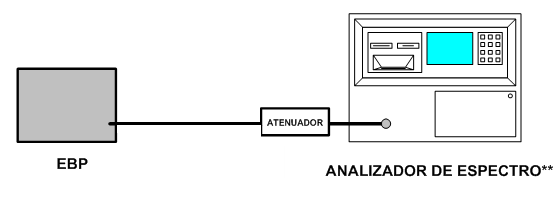 ATENUADOR
EBP
ANALIZADOR DE ESPECTRO**